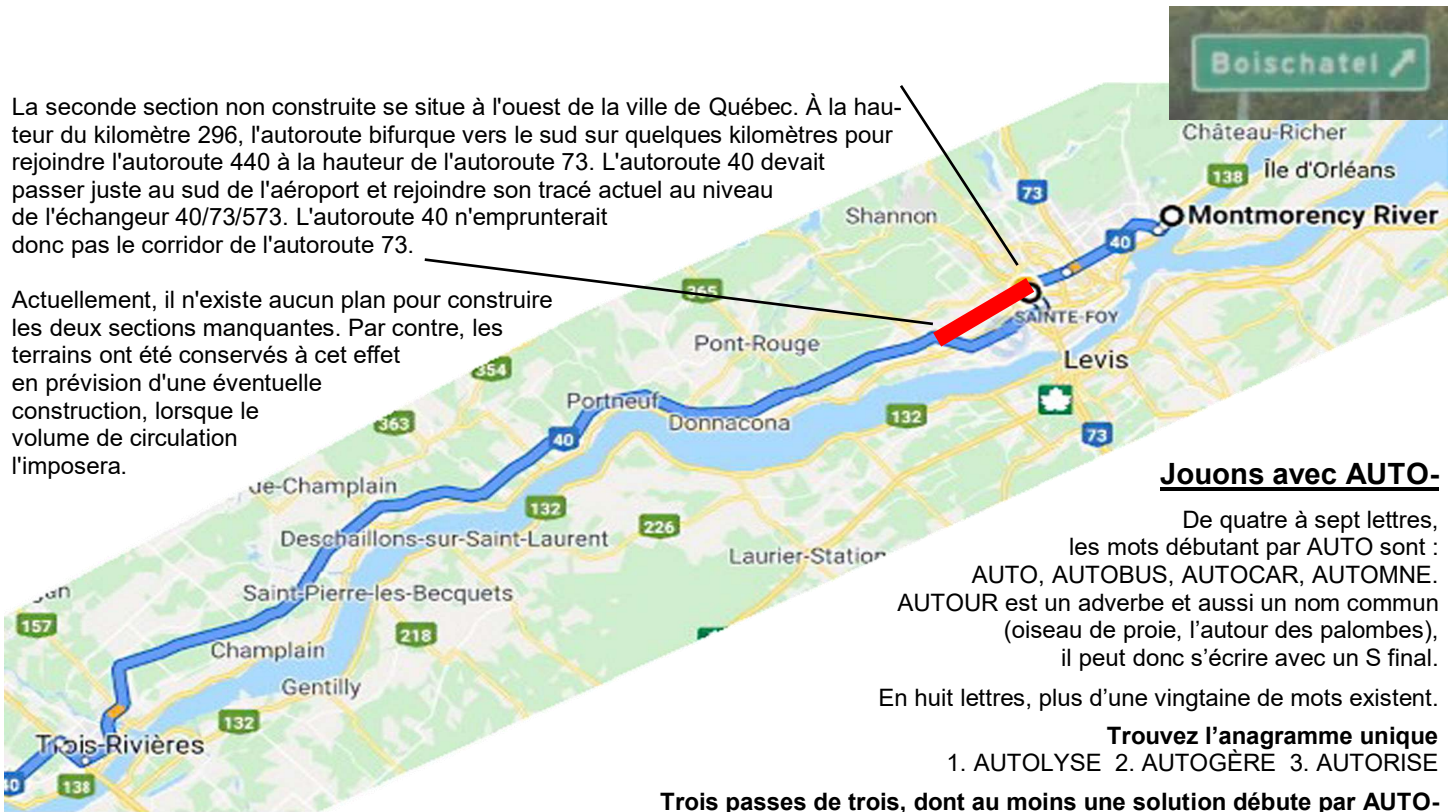 Boischatel
La seconde section non construite se situe à l'ouest de la ville de Québec. À la hau-
teur du kilomètre 296, l'autoroute bifurque vers le sud sur quelques kilomètres pour
rejoindre l'autoroute 440 à la hauteur de l'autoroute 73. L'autoroute 40 devait
passer juste au sud de l'aéroport et rejoindre son tracé actuel au niveau
de l'échangeur 40/73/573. L'autoroute 40 n'emprunterait
donc pas le corridor de l'autoroute 73.
Actuellement, il n'existe aucun plan pour construire
les deux sections manquantes. Par contre, les
terrains ont été conservés à cet effet
en prévision d'une éventuelle
construction, lorsque le
volume de circulation
l'imposera.
Château-Richer
138 Île d'Orléans
73
Shannon
Montmorency River
40
365
SAINTE-FOY
Pont-Rouge
Levis
354
Portneuf
Donnacona
132
363
40
73
de-Champlain
132
Deschaillons-sur-Saint-Laurent
226
Laurier-Station
Saint-Pierre-les-Becquets
157
218
Champlain
Gentilly
132
Trois-Rivières
40
138
Jouons avec AUTO-
De quatre à sept lettres,
les mots débutant par AUTO sont :
AUTO, AUTOBUS, AUTOCAR, AUTOMNE.
AUTOUR est un adverbe et aussi un nom commun
(oiseau de proie, l’autour des palombes),
il peut donc s’écrire avec un S final.
En huit lettres, plus d’une vingtaine de mots existent.
Trouvez l’anagramme unique
1. AUTOLYSE 2. AUTOGÈRE 3. AUTORISE
Trois passes de trois, dont au moins une solution débute par AUTO-